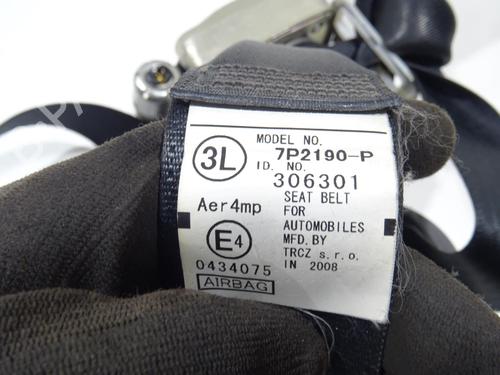 MODEL NO.
3L
7P2190-P
ID. NO.
306301
Aer4mp
SEAT BELT
FOR
AUTOMOBILES
E4
MFD. BY
TRCZ s.r.o.
0434075
IN 2008
AIRBAG